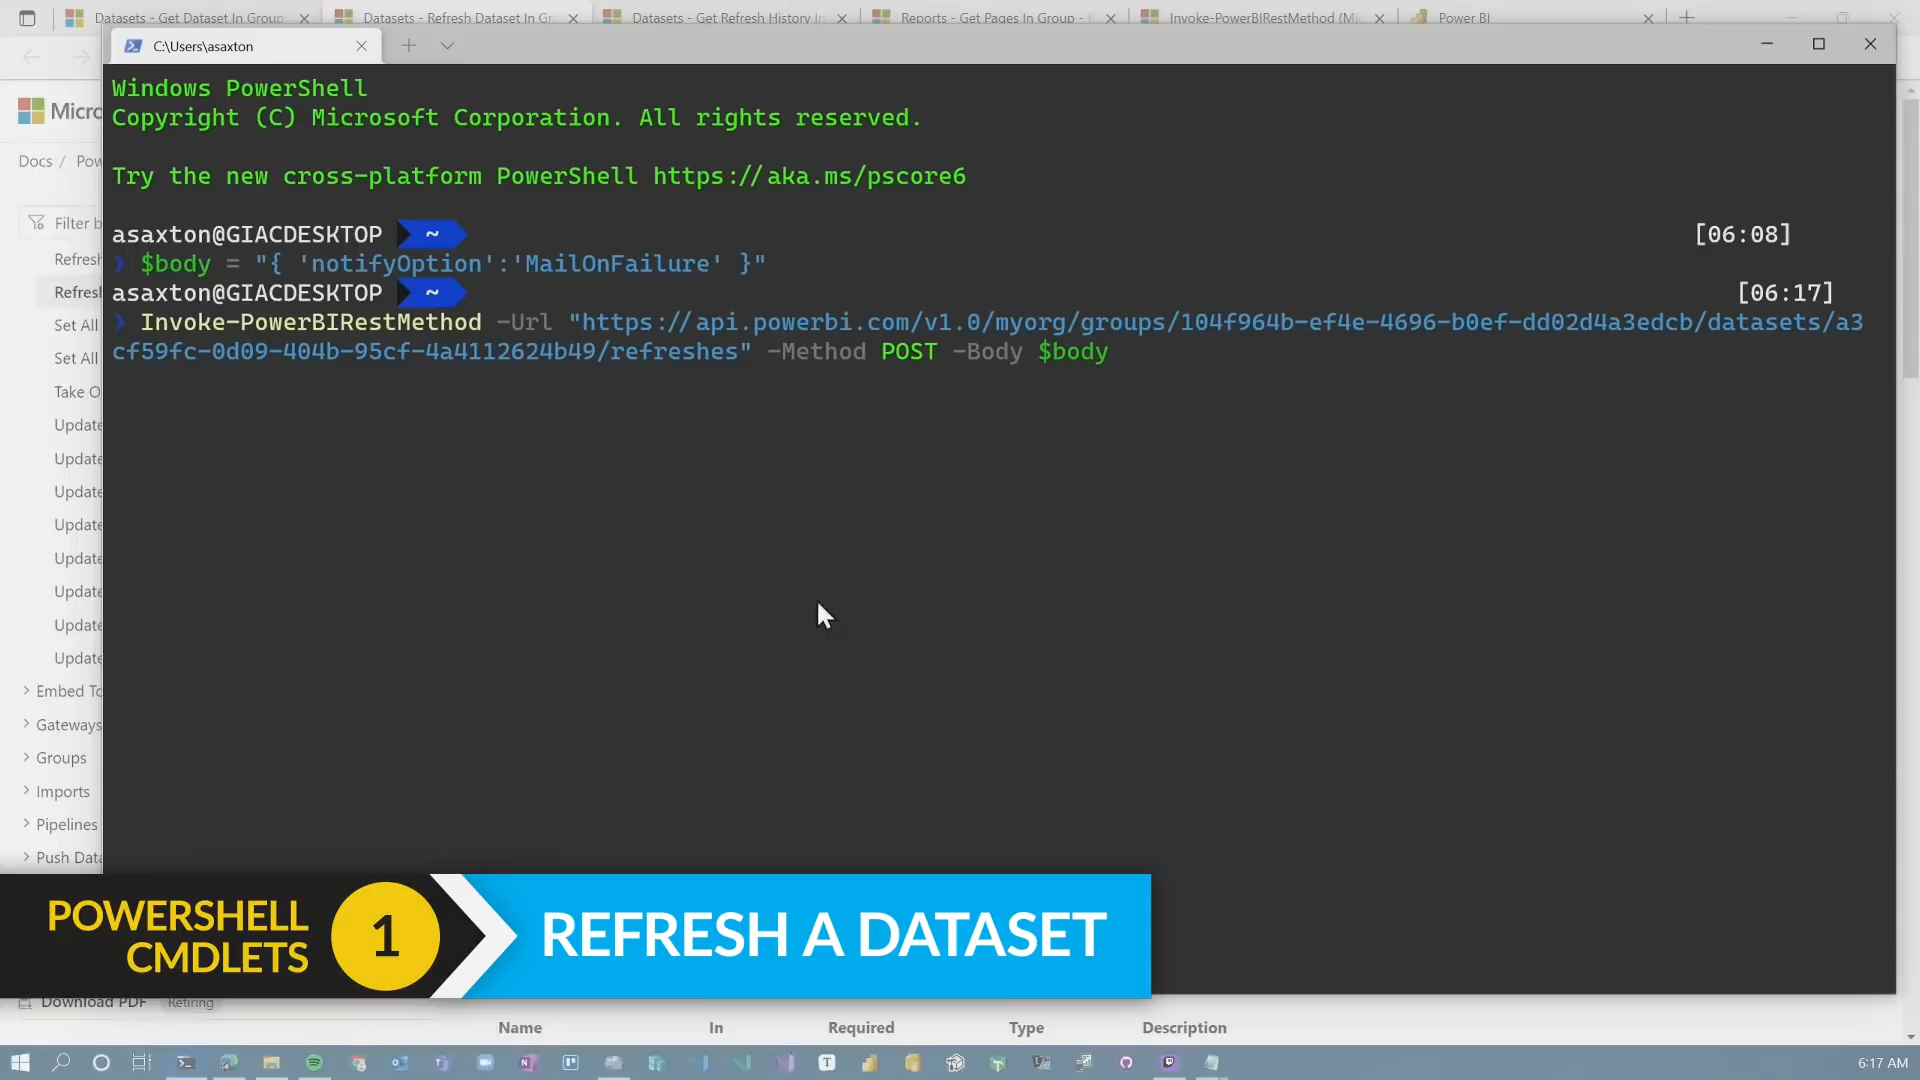 Datasets - Get Dataset In Group
Datasets - Refresh Dataset In Gr
Datasets - Get Refresh History In
Reports - Get Pages In Group -
Invoke-PowerBIRestMethod (Mi
Power BI
C:\Users\asaxton
Windows PowerShell
Copyright (C) Microsoft Corporation. All rights reserved.
Try the new cross-platform PowerShell https://aka.ms/pscore6
asaxton@GIACDESKTOP ~ [06:08]
❯ $body = "{ 'notifyOption':'MailOnFailure' }"
asaxton@GIACDESKTOP ~ [06:17]
❯ Invoke-PowerBIRestMethod -Url "https://api.powerbi.com/v1.0/myorg/groups/104f964b-ef4e-4696-b0ef-dd02d4a3edcb/datasets/a3
cf59fc-0d09-404b-95cf-4a4112624b49/refreshes" -Method POST -Body $body
Micro
Docs / Pow
Filter b
Refresh
Refresh
Set All
Set All
Take O
Update
Update
Update
Update
Update
Update
Update
Update
Embed To
Gateways
Groups
Imports
Pipelines
Push Data
POWERSHELL
CMDLETS
1
REFRESH A DATASET
Download PDF
Retiring
Name In Required Type Description
6:17 AM